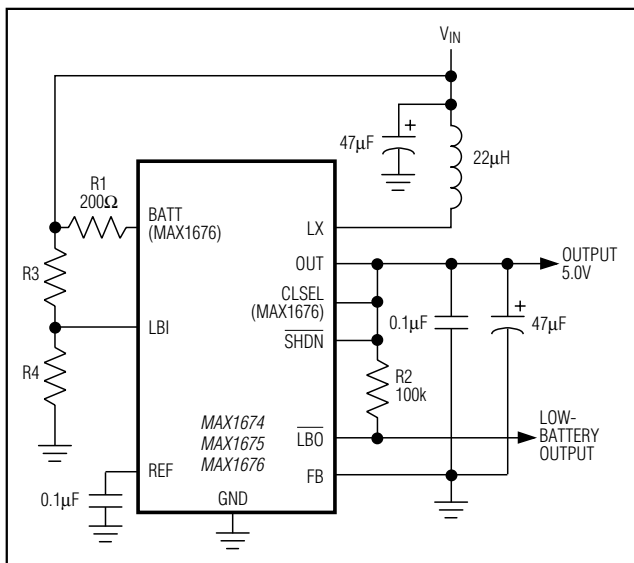 VIN
47µF
22µH
R1
200Ω
BATT
(MAX1676)
LX
OUT
OUTPUT
5.0V
R3
CLSEL
(MAX1676)
0.1µF
47µF
LBI
SHDN
R4
R2
100k
MAX1674
MAX1675
MAX1676
LBO
LOW-
BATTERY
OUTPUT
REF
FB
0.1µF
GND